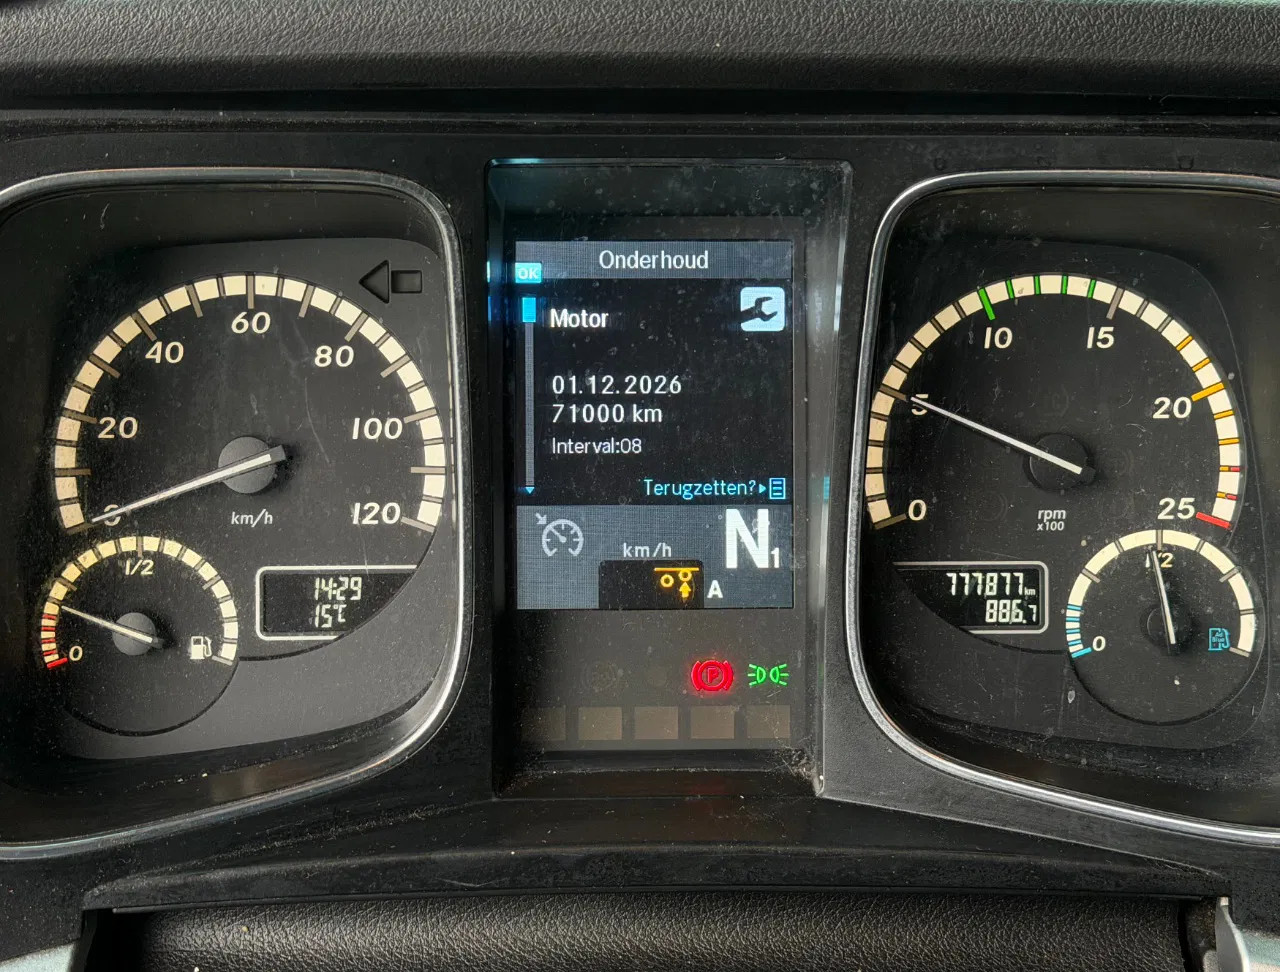 Onderhoud
OK
Motor
01.12.2026
71000 km
Interval:08
Terugzetten?
km/h
N1
A
P
0
20
40
60
80
100
120
km/h
0
1/2
14:29
15°C
0
5
10
15
20
25
rpm
x100
777877 km
886.7
0
1/2